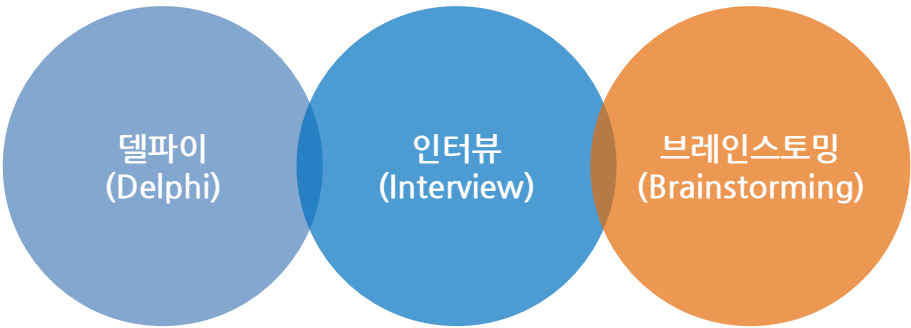 델파이
(Delphi)
인터뷰
(Interview)
브레인스토밍
(Brainstorming)